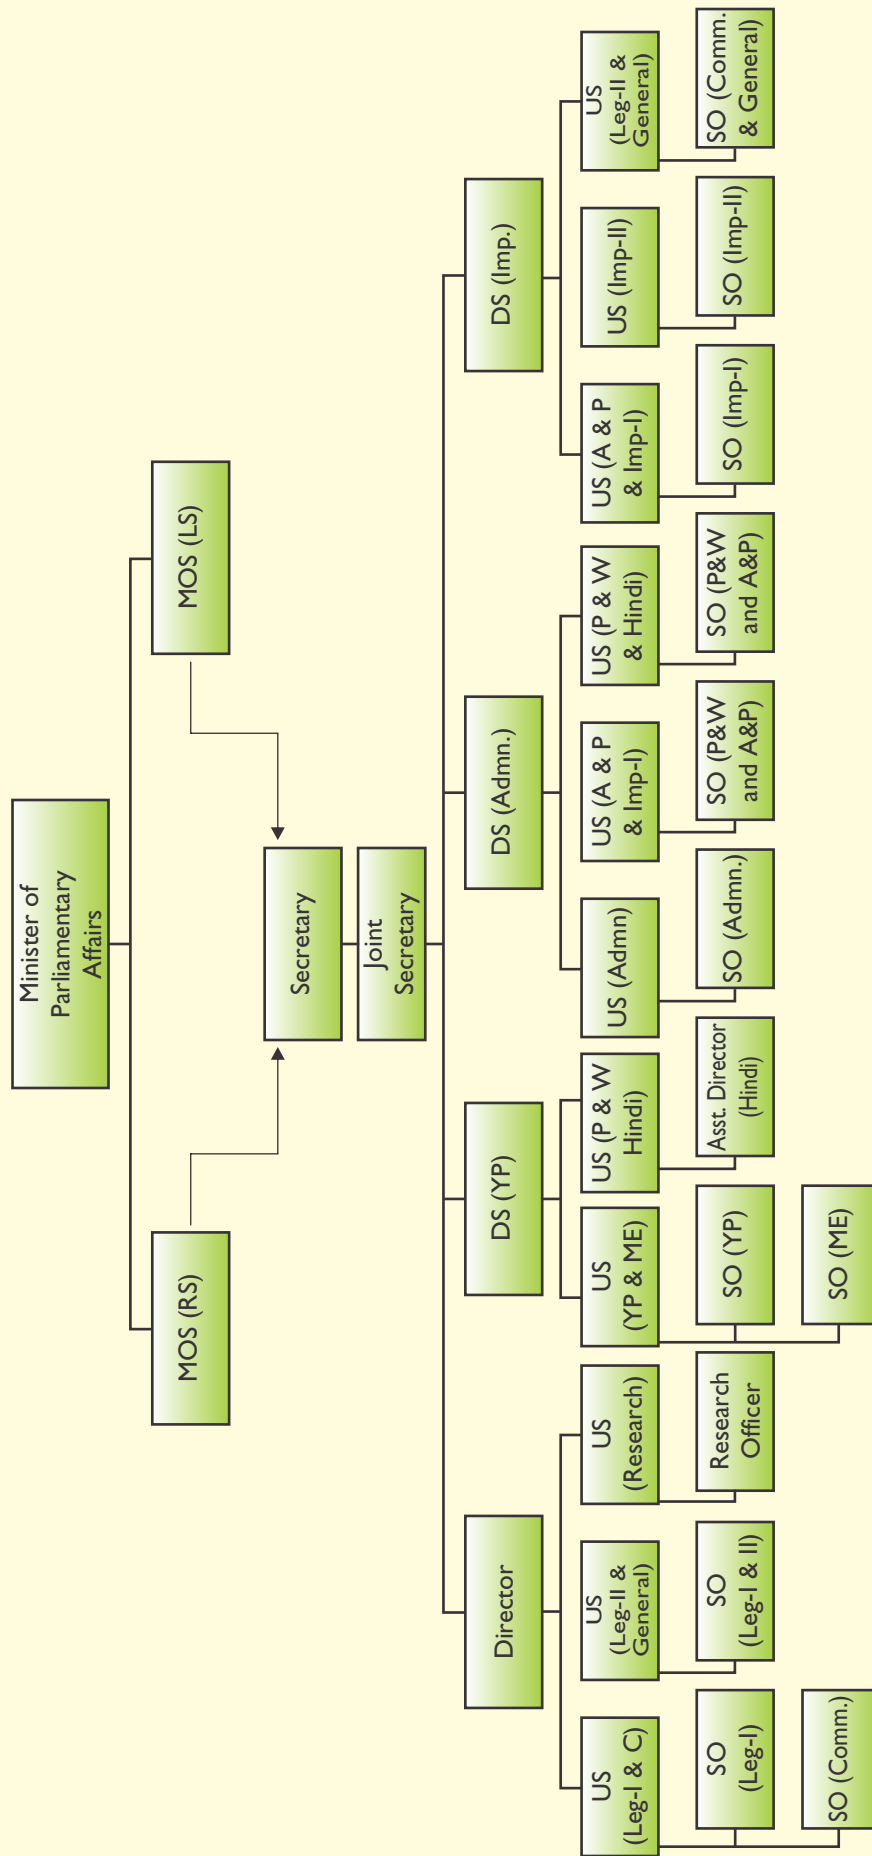 Minister of
Parliamentary
Affairs
MOS (RS)
MOS (LS)
Secretary
Joint
Secretary
Director
DS (YP)
DS (Admn.)
DS (Imp.)
US
(Leg-I & C)
US
(Leg-II &
General)
US
(Research)
US
(YP & ME)
US (P & W
Hindi)
US (Admn)
US (A & P
& Imp-I)
US (P & W
& Hindi)
US (A & P
& Imp-I)
US (Imp-II)
US
(Leg-II &
General)
SO
(Leg-I)
SO
(Leg-I & II)
Research
Officer
SO (YP)
Asst. Director
(Hindi)
SO (Admn.)
SO (P&W
and A&P)
SO (P&W
and A&P)
SO (Imp-I)
SO (Imp-II)
SO (Comm.
& General)
SO (Comm.)
SO (ME)